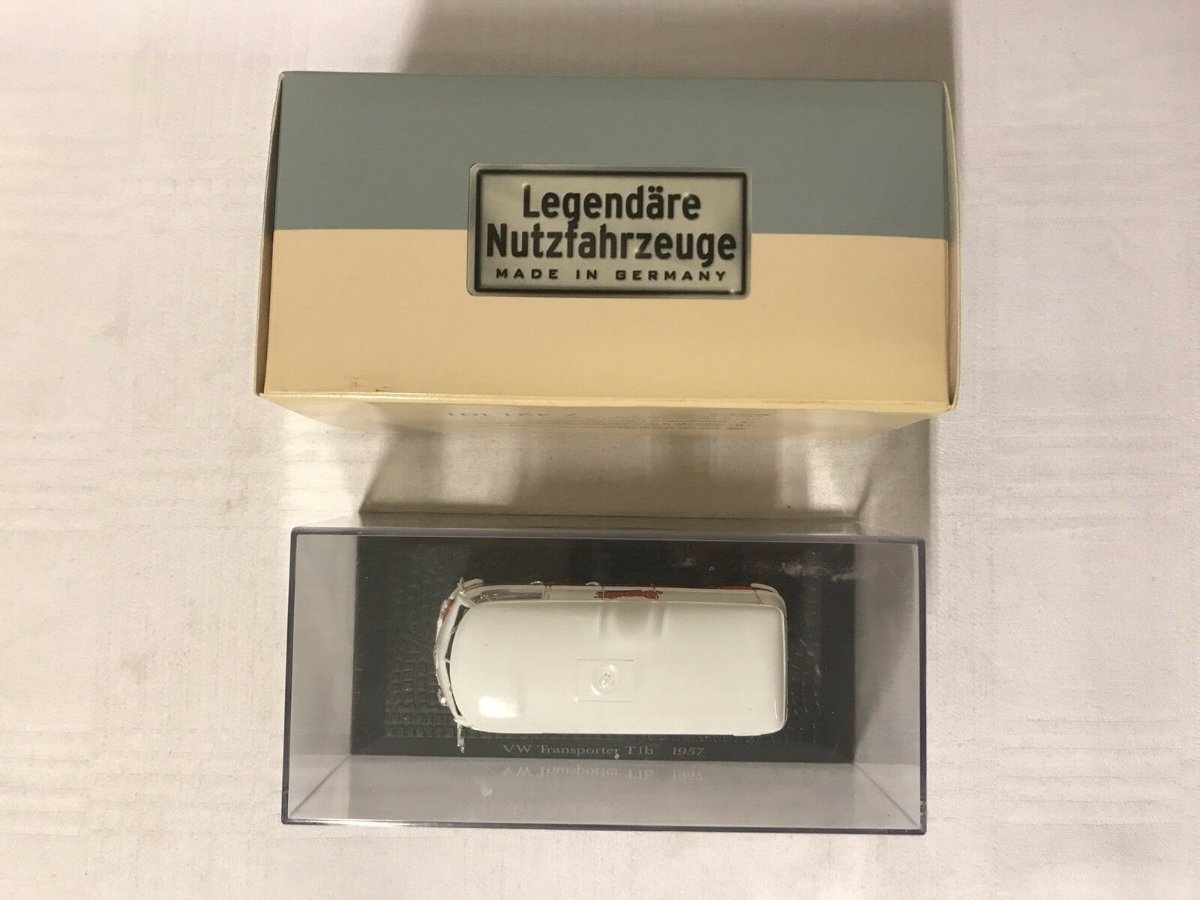 Legendäre
Nutzfahrzeuge
MADE IN GERMANY
VW Transporter T1b 1957